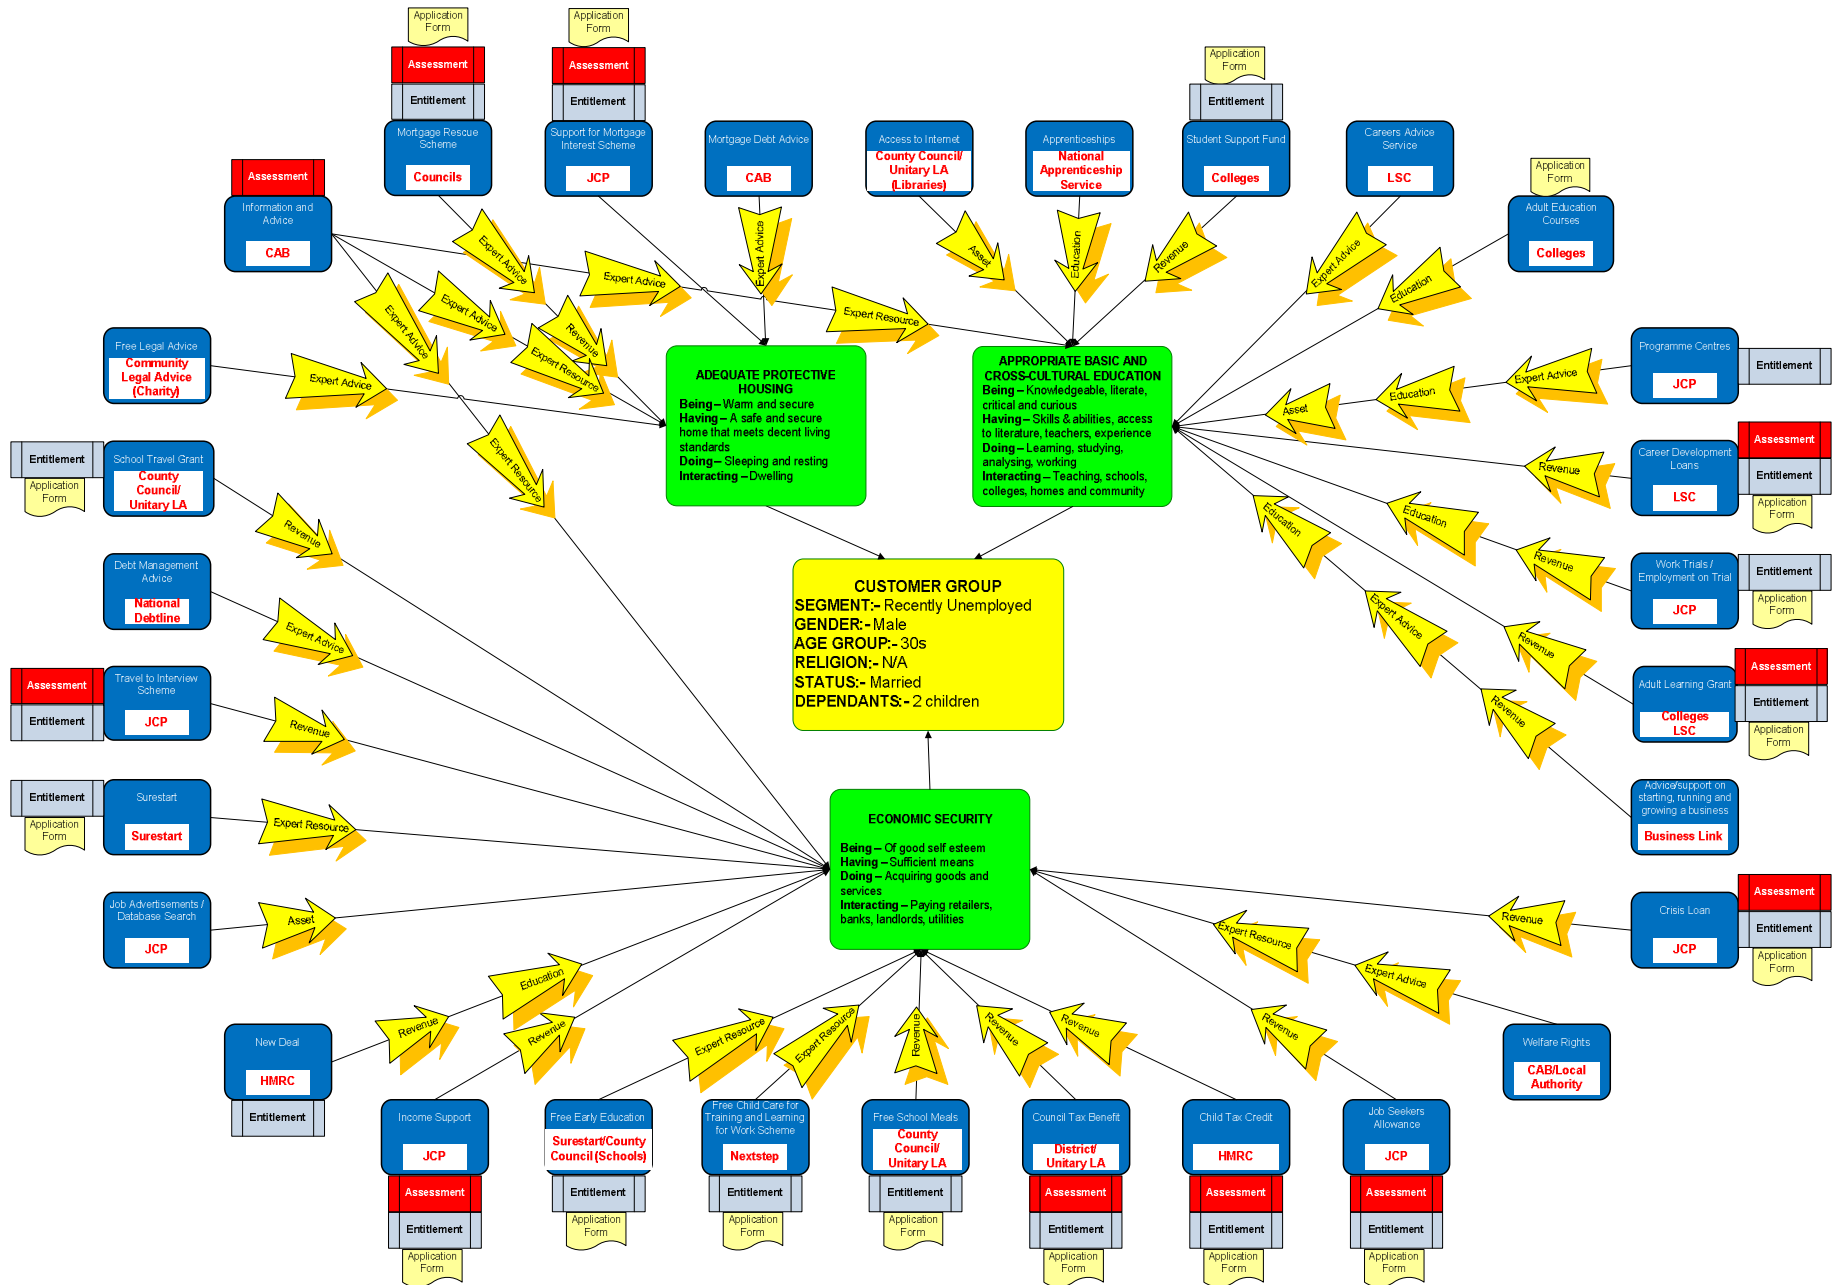 Application
Form
Assessment
Entitlement
Mortgage Rescue
Scheme
Councils
Application
Form
Assessment
Entitlement
Support for Mortgage
Interest Scheme
JCP
Mortgage Debt Advice
CAB
Access to Internet
County Council/
Unitary LA
(Libraries)
Apprenticeships
National
Apprenticeship
Service
Application
Form
Entitlement
Student Support Fund
Colleges
Careers Advice
Service
LSC
Application
Form
Adult Education
Courses
Colleges
Assessment
Information and
Advice
CAB
Expert Advice
Expert Advice
Expert Advice
Expert Advice
Expert Advice
Revenue
Expert Resource
Expert Resource
Asset
Education
Revenue
Expert Advice
Education
Free Legal Advice
Community
Legal Advice
(Charity)
Expert Advice
Expert Resource
ADEQUATE PROTECTIVE
HOUSING
Being – Warm and secure
Having – A safe and secure
home that meets decent living
standards
Doing – Sleeping and resting
Interacting – Dwelling
APPROPRIATE BASIC AND
CROSS-CULTURAL EDUCATION
Being – Knowledgeable, literate,
critical and curious
Having – Skills & abilities, access
to literature, teachers, experience
Doing – Learning, studying,
analysing, working
Interacting – Teaching, schools,
colleges, homes and community
Asset
Education
Expert Advice
Programme Centres
JCP
Entitlement
Revenue
Career Development
Loans
LSC
Assessment
Entitlement
Application
Form
Education
Revenue
Work Trials /
Employment on Trial
JCP
Entitlement
Application
Form
Revenue
Adult Learning Grant
Colleges
LSC
Assessment
Entitlement
Application
Form
Education
Expert Advice
Revenue
Advice/support on
starting, running and
growing a business
Business Link
Entitlement
Application
Form
School Travel Grant
County
Council/
Unitary LA
Revenue
Debt Management
Advice
National
Debtline
Expert Advice
Assessment
Entitlement
Travel to Interview
Scheme
JCP
Revenue
Entitlement
Application
Form
Surestart
Surestart
Expert Resource
Job Advertisements /
Database Search
JCP
Asset
CUSTOMER GROUP
SEGMENT:- Recently Unemployed
GENDER:- Male
AGE GROUP:- 30s
RELIGION:- N/A
STATUS:- Married
DEPENDANTS:- 2 children
ECONOMIC SECURITY
Being – Of good self esteem
Having – Sufficient means
Doing – Acquiring goods and
services
Interacting – Paying retailers,
banks, landlords, utilities
Revenue
Crisis Loan
JCP
Assessment
Entitlement
Application
Form
Expert Resource
Expert Advice
Welfare Rights
CAB/Local
Authority
New Deal
HMRC
Entitlement
Revenue
Education
Revenue
Expert Resource
Expert Resource
Revenue
Revenue
Revenue
Revenue
Income Support
JCP
Assessment
Entitlement
Application
Form
Free Early Education
Surestart/County
Council (Schools)
Entitlement
Application
Form
Free Child Care for
Training and Learning
for Work Scheme
Nextstep
Entitlement
Application
Form
Free School Meals
County
Council/
Unitary LA
Entitlement
Application
Form
Council Tax Benefit
District/
Unitary LA
Assessment
Entitlement
Application
Form
Child Tax Credit
HMRC
Assessment
Entitlement
Application
Form
Job Seekers
Allowance
JCP
Assessment
Entitlement
Application
Form